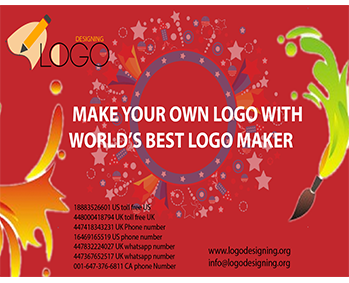 DESIGNING
LOGO
MAKE YOUR OWN LOGO WITH
WORLD'S BEST LOGO MAKER
18883526601 US toll free US
448000418794 UK toll free UK
447418343231 UK Phone number
16469165519 US phone number
447832224027 UK whatsapp number
447367652517 UK whatsapp number
001-647-376-6811 CA phone Number
www.logodesigning.org
info@logodesigning.org